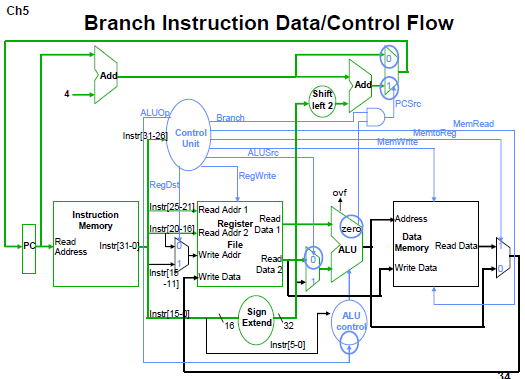 Ch5
Branch Instruction Data/Control Flow
Add
4
Add
0
1
Shift
left 2
PCSrc
ALUOp
Branch
MemRead
Instr[31-26]
Control
Unit
MemtoReg
MemWrite
ALUSrc
RegWrite
RegDst
ovf
Instruction
Memory
PC
Read
Address
Instr[31-0]
Instr[25-21]
Read Addr 1
Instr[20-16]
Read Addr 2
Register
File
Read
Data 1
Read
Data 2
0
1
Write Addr
Instr[15
-11]
Write Data
0
1
zero
ALU
Address
Data
Memory
Read Data
Write Data
1
0
Instr[15-0]
Sign
Extend
16
32
ALU
control
Instr[5-0]
34